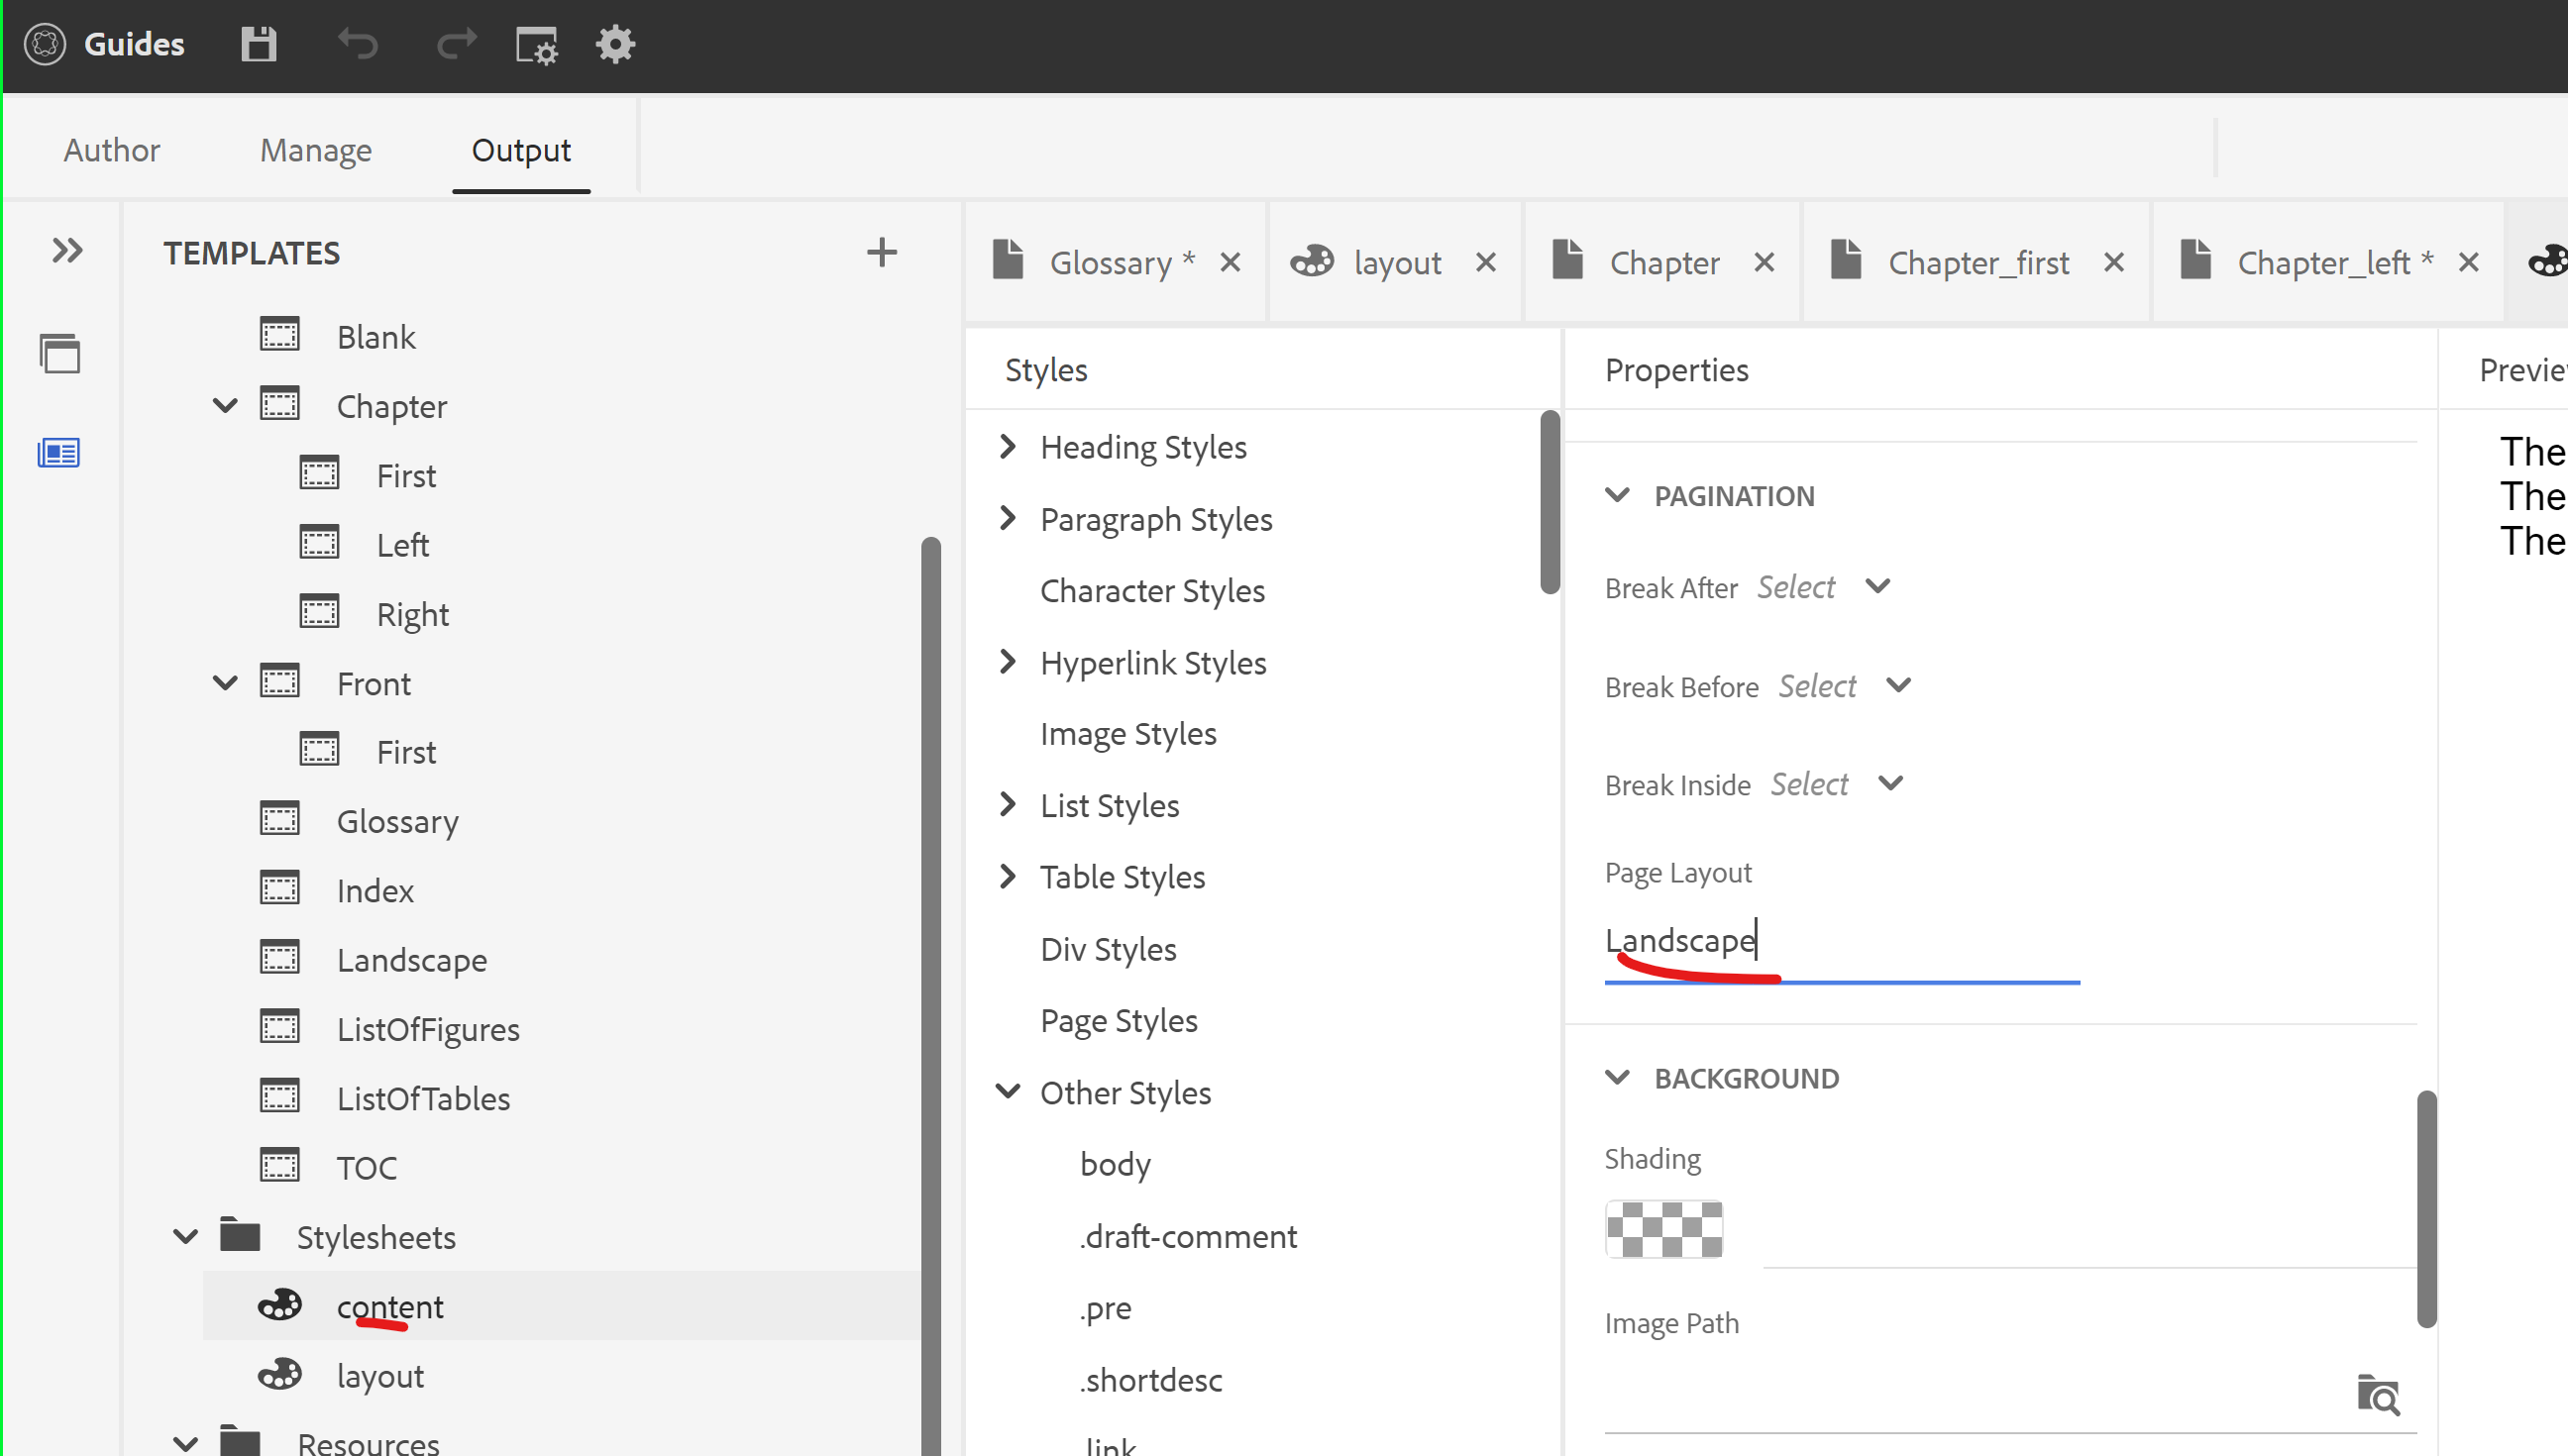 Guides
Author Manage Output
TEMPLATES
Blank
Chapter
First
Left
Right
Front
First
Glossary
Index
Landscape
ListOfFigures
ListOfTables
TOC
Stylesheets
content
layout
Resources
Glossary * layout Chapter Chapter_first Chapter_left *
Styles
Heading Styles
Paragraph Styles
Character Styles
Hyperlink Styles
Image Styles
List Styles
Table Styles
Div Styles
Page Styles
Other Styles
body
.draft-comment
.pre
.shortdesc
link
Properties
PAGINATION
Break After Select
Break Before Select
Break Inside Select
Page Layout
Landscape
BACKGROUND
Shading
Image Path
The
The
The